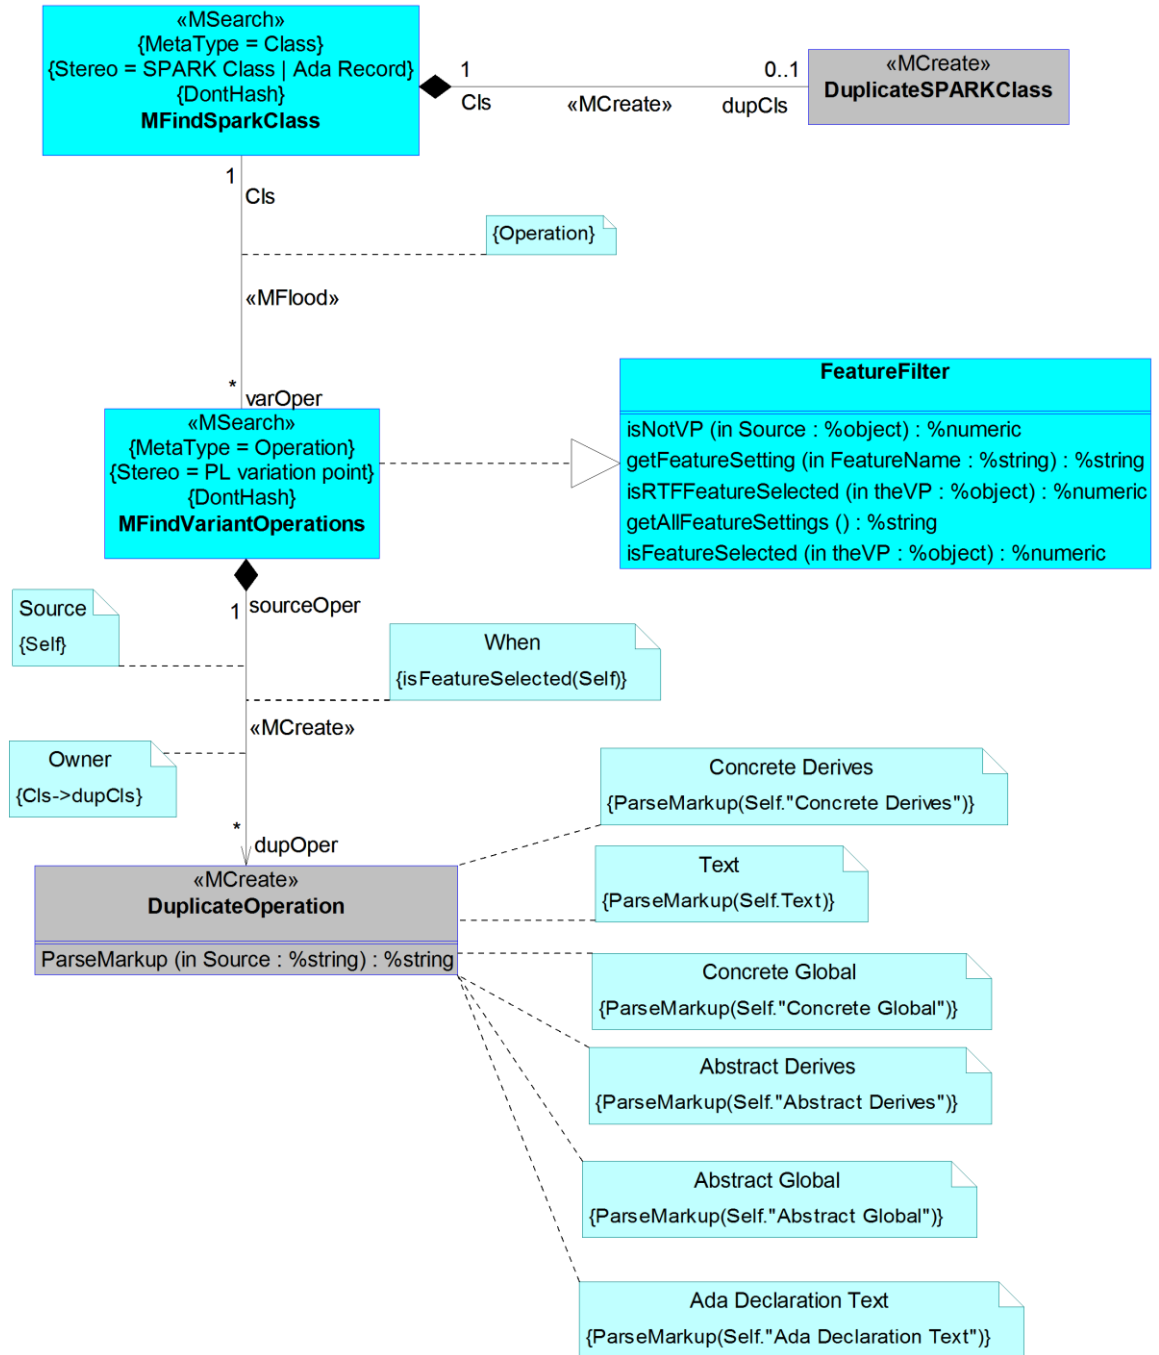 «MSearch»
{MetaType = Class}
{Stereo = SPARK Class | Ada Record}
{DontHash}
MFindSparkClass
1
Cls
«MCreate»
0..1
dupCls
«MCreate»
DuplicateSPARKClass
1
Cls
{Operation}
«MFlood»
*
varOper
«MSearch»
{MetaType = Operation}
{Stereo = PL variation point}
{DontHash}
MFindVariantOperations
FeatureFilter
isNotVP (in Source : %object) : %numeric
getFeatureSetting (in FeatureName : %string) : %string
isRTFFeatureSelected (in theVP : %object) : %numeric
getAllFeatureSettings () : %string
isFeatureSelected (in theVP : %object) : %numeric
1
sourceOper
Source
{Self}
When
{isFeatureSelected(Self)}
«MCreate»
Owner
{Cls->dupCls}
*
dupOper
«MCreate»
DuplicateOperation
ParseMarkup (in Source : %string) : %string
Concrete Derives
{ParseMarkup(Self."Concrete Derives")}
Text
{ParseMarkup(Self.Text)}
Concrete Global
{ParseMarkup(Self."Concrete Global")}
Abstract Derives
{ParseMarkup(Self."Abstract Derives")}
Abstract Global
{ParseMarkup(Self."Abstract Global")}
Ada Declaration Text
{ParseMarkup(Self."Ada Declaration Text")}